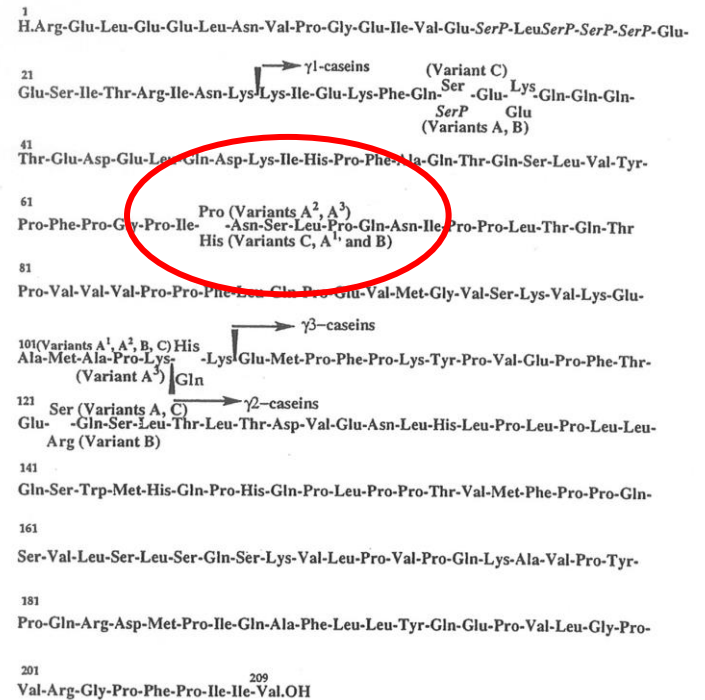 1
H.Arg-Glu-Leu-Glu-Glu-Leu-Asn-Val-Pro-Gly-Glu-Ile-Val-Glu-SerP-LeuSerP-SerP-SerP-Glu-
→ γ1-caseins (Variant C)
21 Ser Lys
Glu-Ser-Ile-Thr-Arg-Ile-Asn-Lys Lys-Ile-Glu-Lys-Phe-Gln- -Glu- -Gln-Gln-Gln-
SerP Glu
(Variants A, B)
41
Thr-Glu-Asp-Glu-Leu-Gln-Asp-Lys-Ile-His-Pro-Phe-Ala-Gln-Thr-Gln-Ser-Leu-Val-Tyr-
61 Pro (Variants A², A³)
Pro-Phe-Pro-Gly-Pro-Ile- -Asn-Ser-Leu-Pro-Gln-Asn-Ile-Pro-Pro-Leu-Thr-Gln-Thr
His (Variants C, A¹, and B)
81
Pro-Val-Val-Val-Pro-Pro-Phe-Leu-Gln-Pro-Glu-Val-Met-Gly-Val-Ser-Lys-Val-Lys-Glu-
→ γ3-caseins
101(Variants A¹, A², B, C) His
Ala-Met-Ala-Pro-Lys- -Lys Glu-Met-Pro-Phe-Pro-Lys-Tyr-Pro-Val-Glu-Pro-Phe-Thr-
(Variant A³) Gln
121 Ser (Variants A, C) → γ2-caseins
Glu- -Gln-Ser-Leu-Thr-Leu-Thr-Asp-Val-Glu-Asn-Leu-His-Leu-Pro-Leu-Pro-Leu-Leu-
Arg (Variant B)
141
Gln-Ser-Trp-Met-His-Gln-Pro-His-Gln-Pro-Leu-Pro-Pro-Thr-Val-Met-Phe-Pro-Pro-Gln-
161
Ser-Val-Leu-Ser-Leu-Ser-Gln-Ser-Lys-Val-Leu-Pro-Val-Pro-Gln-Lys-Ala-Val-Pro-Tyr-
181
Pro-Gln-Arg-Asp-Met-Pro-Ile-Gln-Ala-Phe-Leu-Leu-Tyr-Gln-Glu-Pro-Val-Leu-Gly-Pro-
201 209
Val-Arg-Gly-Pro-Phe-Pro-Ile-Ile-Val.OH